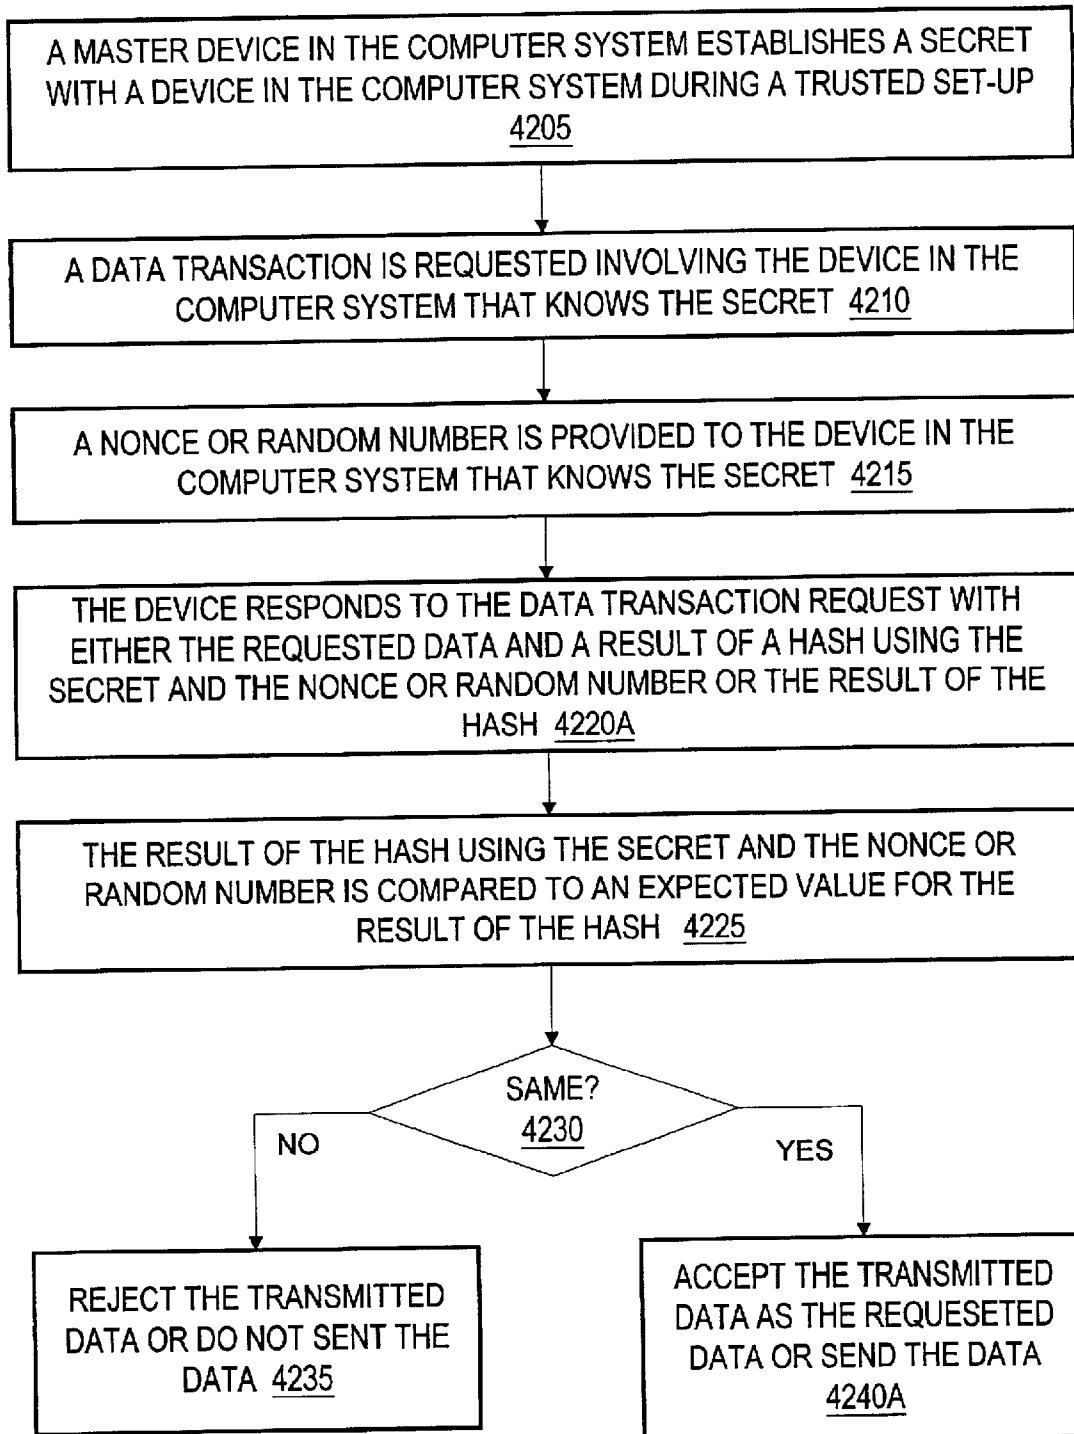 A MASTER DEVICE IN THE COMPUTER SYSTEM ESTABLISHES A SECRET
WITH A DEVICE IN THE COMPUTER SYSTEM DURING A TRUSTED SET-UP
4205
A DATA TRANSACTION IS REQUESTED INVOLVING THE DEVICE IN THE
COMPUTER SYSTEM THAT KNOWS THE SECRET 4210
A NONCE OR RANDOM NUMBER IS PROVIDED TO THE DEVICE IN THE
COMPUTER SYSTEM THAT KNOWS THE SECRET 4215
THE DEVICE RESPONDS TO THE DATA TRANSACTION REQUEST WITH
EITHER THE REQUESTED DATA AND A RESULT OF A HASH USING THE
SECRET AND THE NONCE OR RANDOM NUMBER OR THE RESULT OF THE
HASH 4220A
THE RESULT OF THE HASH USING THE SECRET AND THE NONCE OR
RANDOM NUMBER IS COMPARED TO AN EXPECTED VALUE FOR THE
RESULT OF THE HASH 4225
SAME?
4230
NO
YES
REJECT THE TRANSMITTED
DATA OR DO NOT SENT THE
DATA 4235
ACCEPT THE TRANSMITTED
DATA AS THE REQUESETED
DATA OR SEND THE DATA
4240A